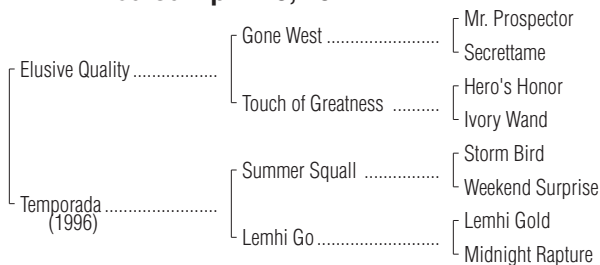 Mr. Prospector
Gone West
Secrettame
Elusive Quality
Hero's Honor
Touch of Greatness
Ivory Wand
Storm Bird
Summer Squall
Weekend Surprise
Temporada
(1996)
Lemhi Gold
Lemhi Go
Midnight Rapture